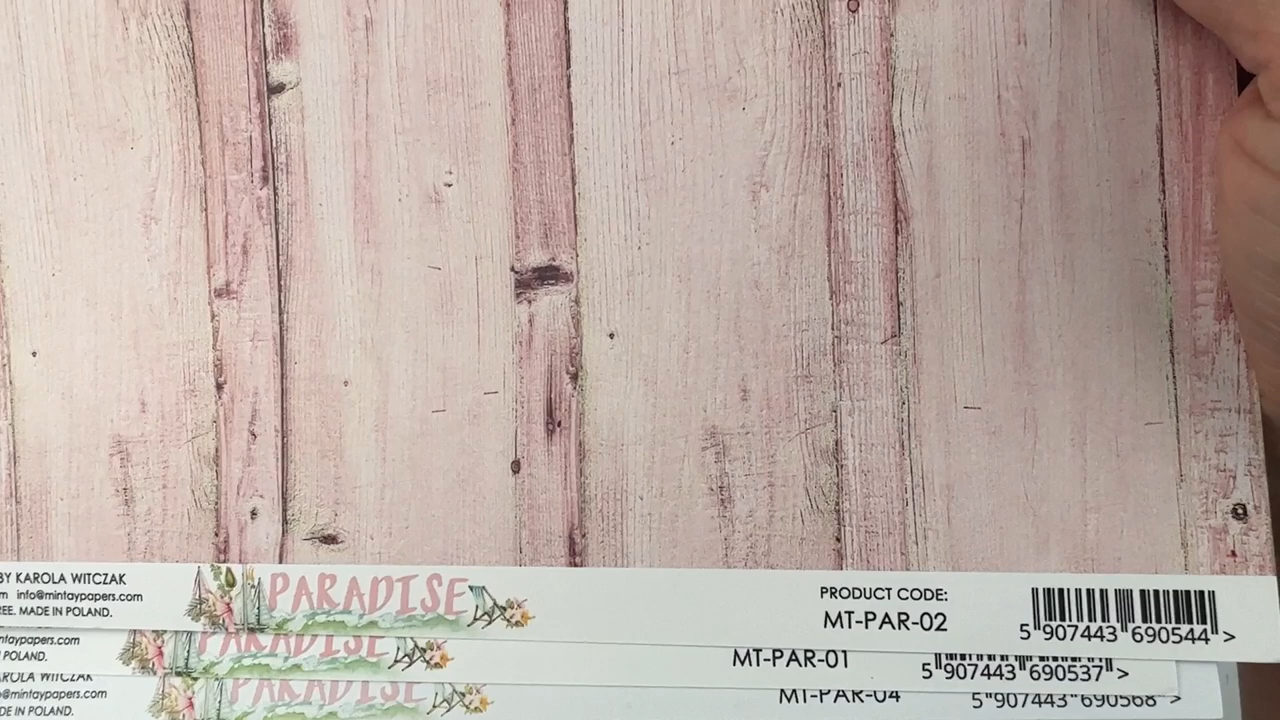 BY KAROLA WITCZAK
m info@mintaypapers.com
REE. MADE IN POLAND.
PARADISE
PRODUCT CODE:
MT-PAR-02
5 907443 690544 >
ntaypapers.com
POLAND.
PARADISE
MT-PAR-01
5 907443 690537 >
AROLA WITCZAK
@mintaypapers.com
DE IN POLAND.
PARADISE
MT-PAR-04
5 907443 690568 >